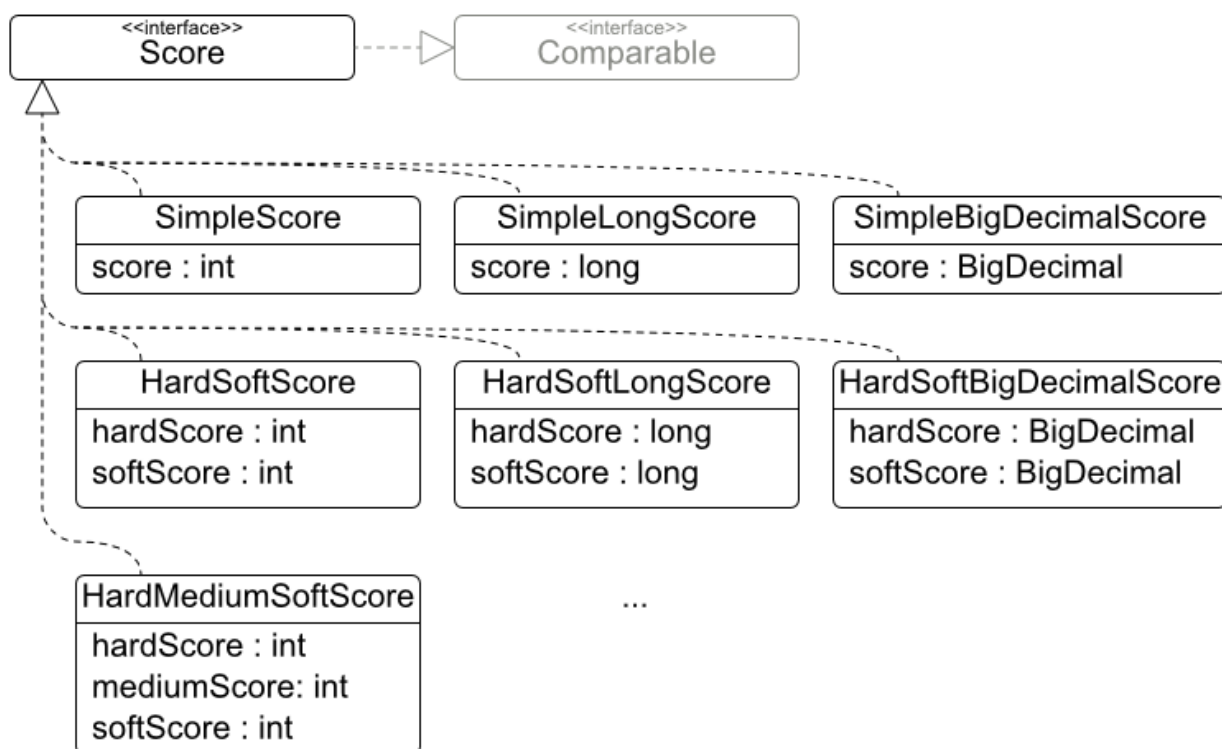 <<interface>>
Score
<<interface>>
Comparable
SimpleScore
score : int
SimpleLongScore
score : long
SimpleBigDecimalScore
score : BigDecimal
HardSoftScore
hardScore : int
softScore : int
HardSoftLongScore
hardScore : long
softScore : long
HardSoftBigDecimalScore
hardScore : BigDecimal
softScore : BigDecimal
HardMediumSoftScore
hardScore : int
mediumScore: int
softScore : int
...